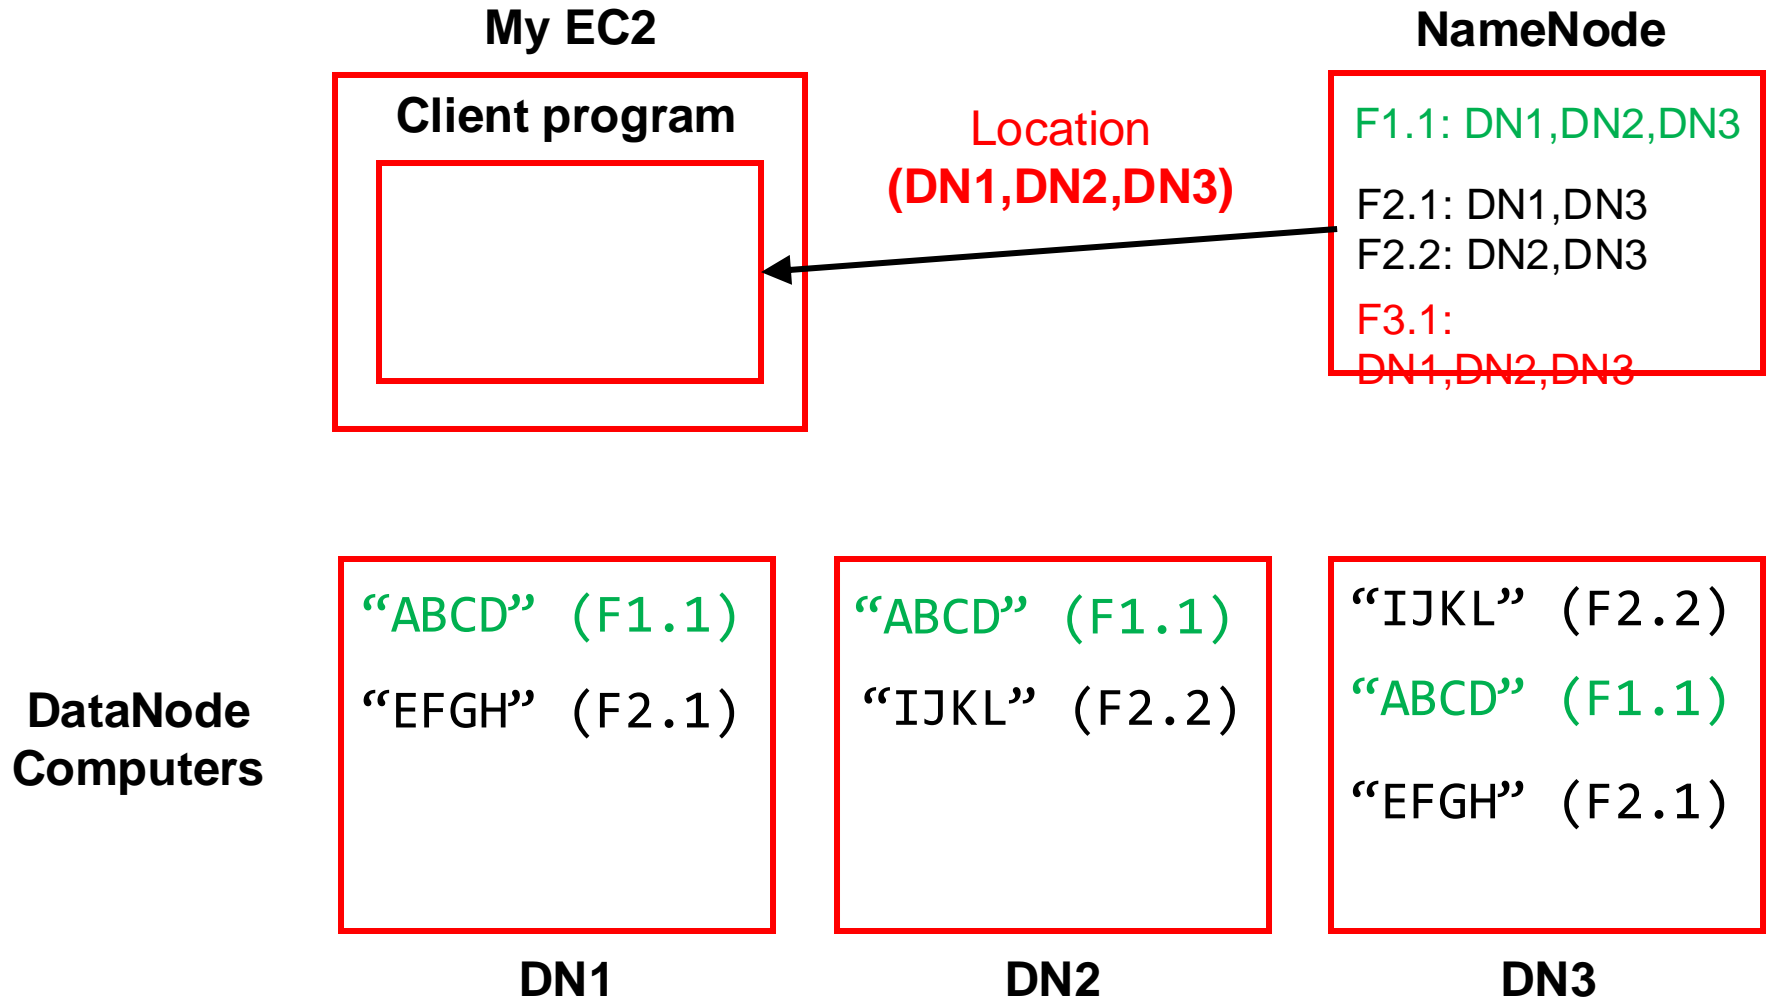 My EC2
NameNode
Client program
Location
(DN1,DN2,DN3)
F1.1: DN1,DN2,DN3
F2.1: DN1,DN3
F2.2: DN2,DN3
F3.1:
DN1,DN2,DN3
DataNode
Computers
“ABCD” (F1.1)
“EFGH” (F2.1)
“ABCD” (F1.1)
“IJKL” (F2.2)
“IJKL” (F2.2)
“ABCD” (F1.1)
“EFGH” (F2.1)
DN1
DN2
DN3